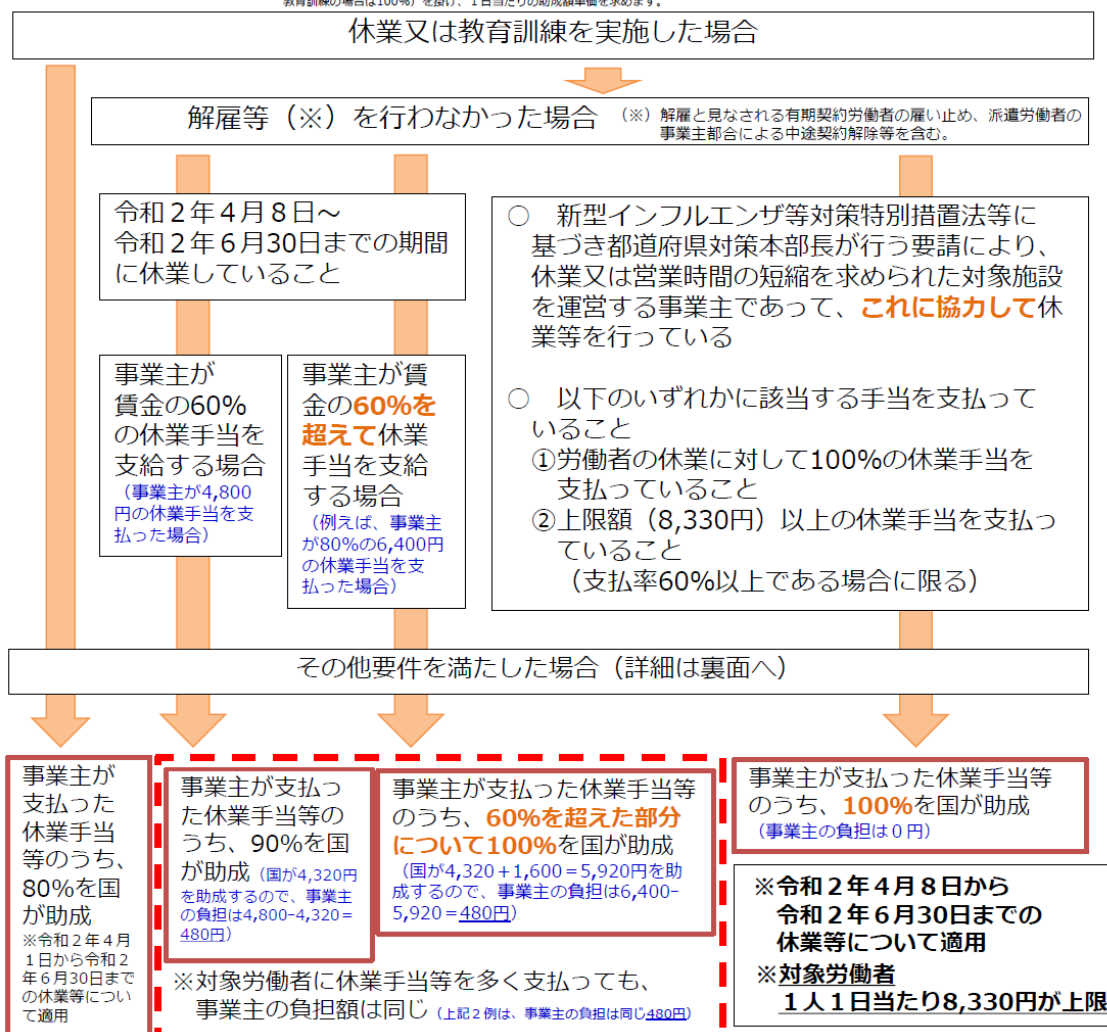 教育訓練の場合は100%）を掛け、１日当たりの助成額単価を求めます。
休業又は教育訓練を実施した場合
解雇等（※）を行わなかった場合
（※）解雇と見なされる有期契約労働者の雇い止め、派遣労働者の
事業主都合による中途契約解除等を含む。
令和２年４月８日～
令和２年６月30日までの期間
に休業していること
事業主が
賃金の60%
の休業手当を
支給する場合
（事業主が4,800
円の休業手当を支
払った場合）
事業主が賃
金の60%を
超えて休業
手当を支給
する場合
（例えば、事業主
が80%の6,400円
の休業手当を支
払った場合）
○　新型インフルエンザ等対策特別措置法等に
基づき都道府県対策本部長が行う要請により、
休業又は営業時間の短縮を求められた対象施設
を運営する事業主であって、これに協力して休
業等を行っている
○　以下のいずれかに該当する手当を支払って
いること
①労働者の休業に対して100%の休業手当を
支払っていること
②上限額（8,330円）以上の休業手当を支払っ
ていること
（支払率60%以上である場合に限る）
その他要件を満たした場合（詳細は裏面へ）
事業主が
支払った
休業手当
等のうち、
80%を国
が助成
※令和２年４月
１日から令和２
年６月30日まで
の休業等につい
て適用
事業主が支払っ
た休業手当等の
うち、90%を国
が助成（国が4,320円
を助成するので、事業主
の負担は4,800-4,320＝
480円）
事業主が支払った休業手当等
のうち、60%を超えた部分
について100%を国が助成
（国が4,320＋1,600＝5,920円を助
成するので、事業主の負担は6,400-
5,920＝480円）
※対象労働者に休業手当等を多く支払っても、
事業主の負担額は同じ（上記２例は、事業主の負担は同じ480円）
事業主が支払った休業手当等
のうち、100%を国が助成
（事業主の負担は０円）
※令和２年４月８日から
令和２年６月30日までの
休業等について適用
※対象労働者
１人１日当たり8,330円が上限